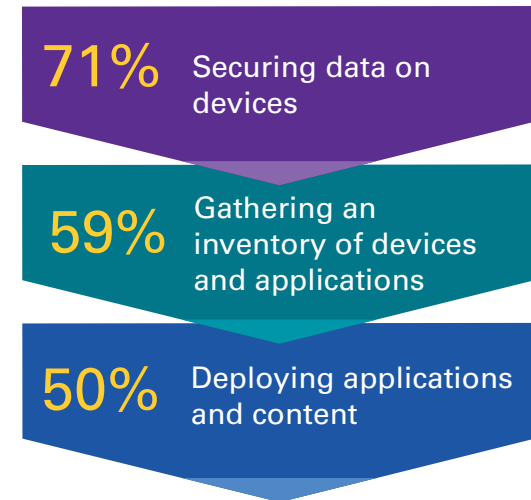 71%
Securing data on
devices
59%
Gathering an
inventory of devices
and applications
50%
Deploying applications
and content